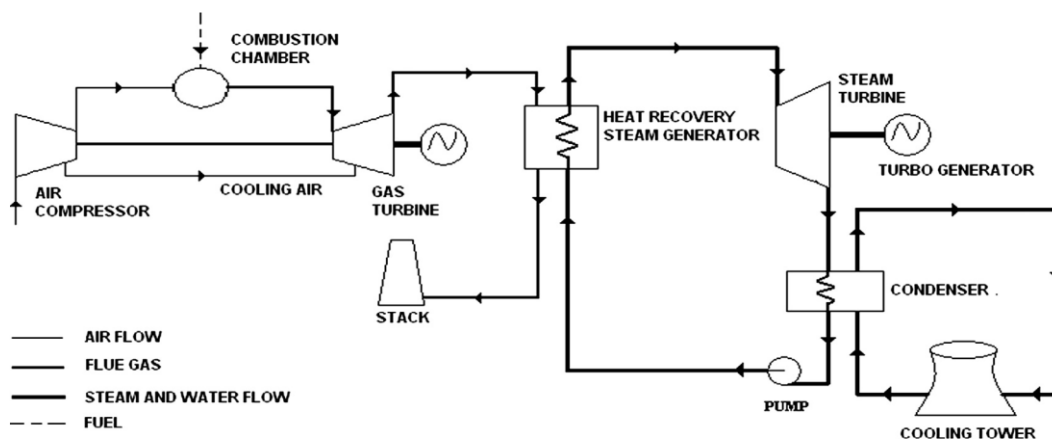 COMBUSTION
CHAMBER
STEAM
TURBINE
HEAT RECOVERY
STEAM GENERATOR
COOLING AIR
GAS
TURBINE
TURBO GENERATOR
AIR
COMPRESSOR
CONDENSER .
STACK
AIR FLOW
FLUE GAS
STEAM AND WATER FLOW
FUEL
PUMP
COOLING TOWER